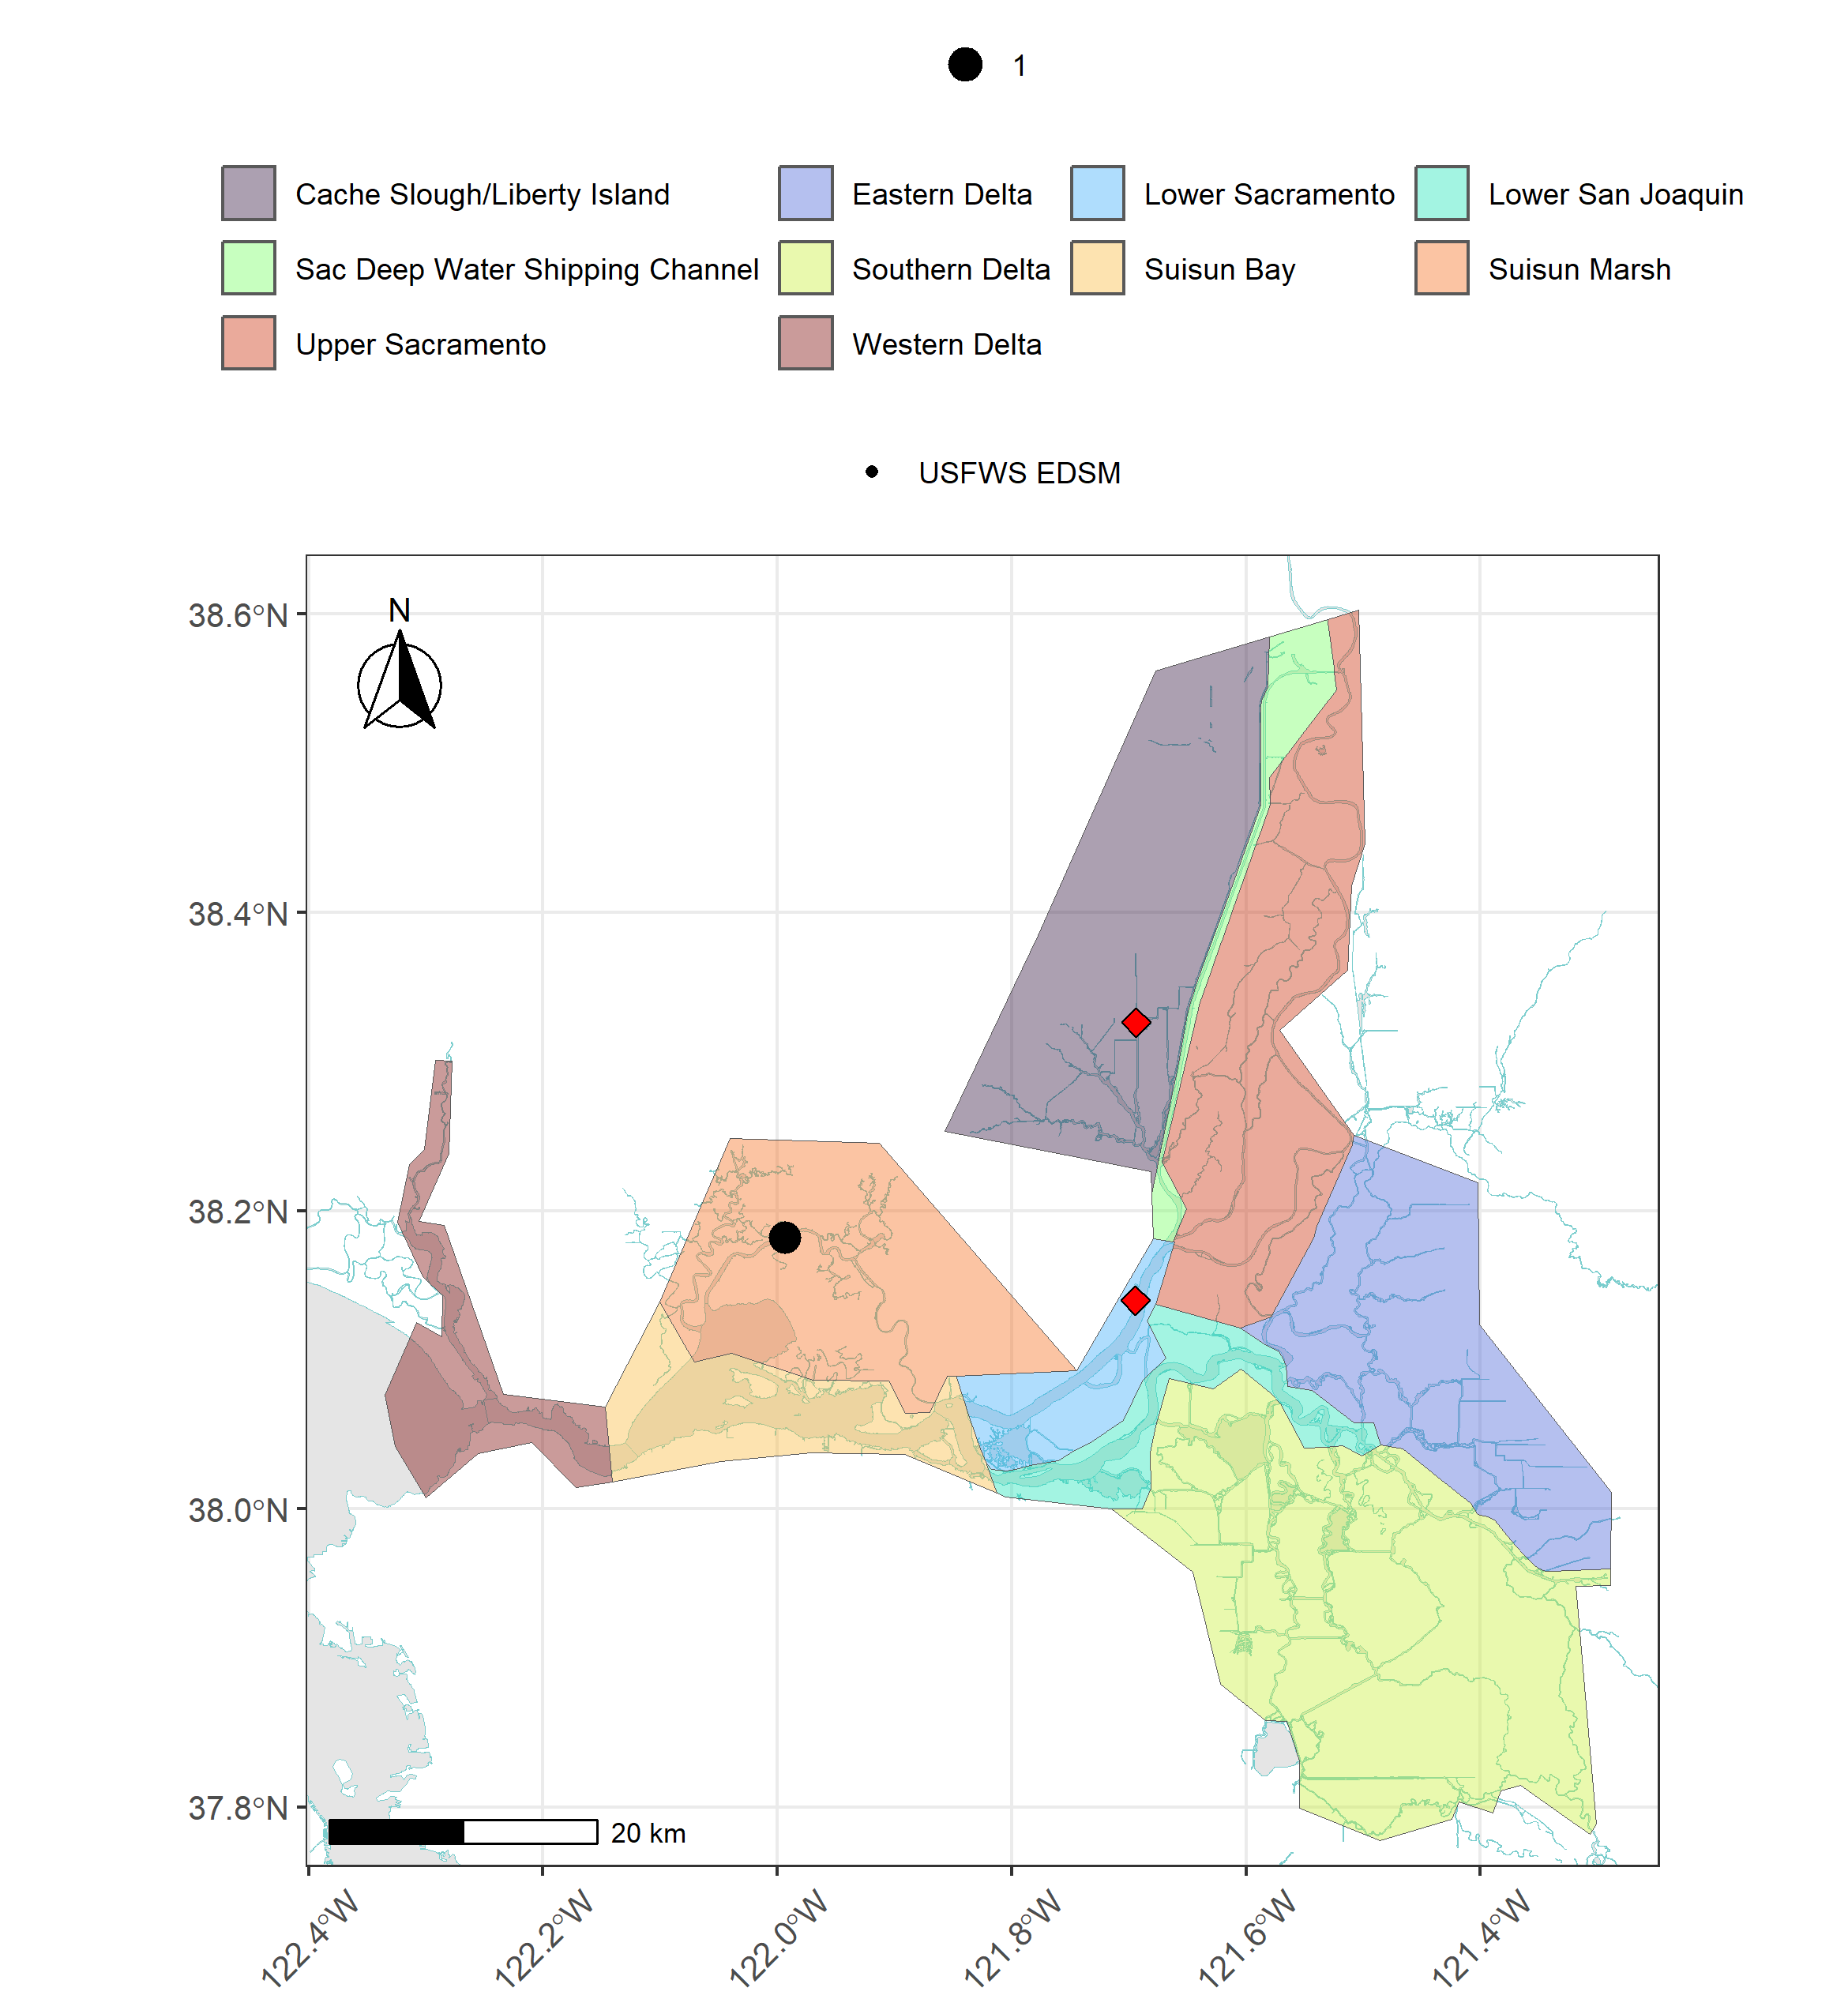 1
Cache Slough/Liberty Island Eastern Delta Lower Sacramento Lower San Joaquin
Sac Deep Water Shipping Channel Southern Delta Suisun Bay Suisun Marsh
Upper Sacramento Western Delta
USFWS EDSM
N
38.6°N
38.4°N
38.2°N
38.0°N
37.8°N
20 km
122.4°W 122.2°W 122.0°W 121.8°W 121.6°W 121.4°W